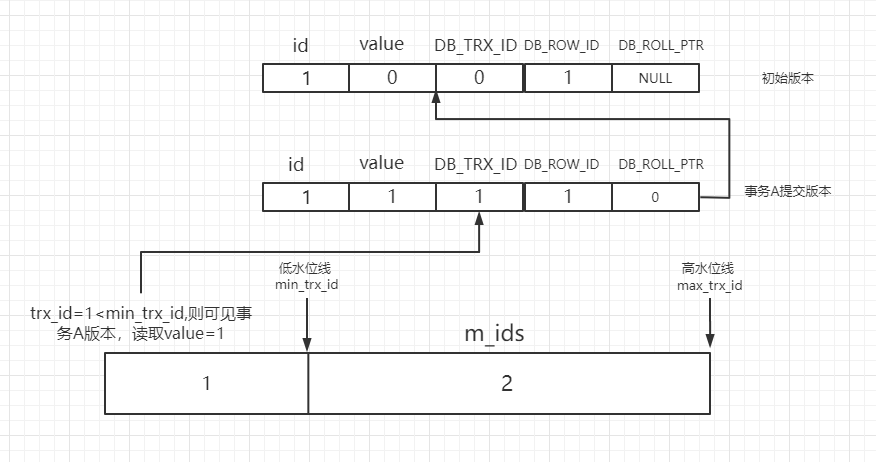 id value DB_TRX_ID DB_ROW_ID DB_ROLL_PTR
1 0 0 1 NULL 初始版本
id value DB_TRX_ID DB_ROW_ID DB_ROLL_PTR
1 1 1 1 0 事务A提交版本
低水位线
min_trx_id
高水位线
max_trx_id
trx_id=1<min_trx_id,则可见事
务A版本，读取value=1
m_ids
1 2